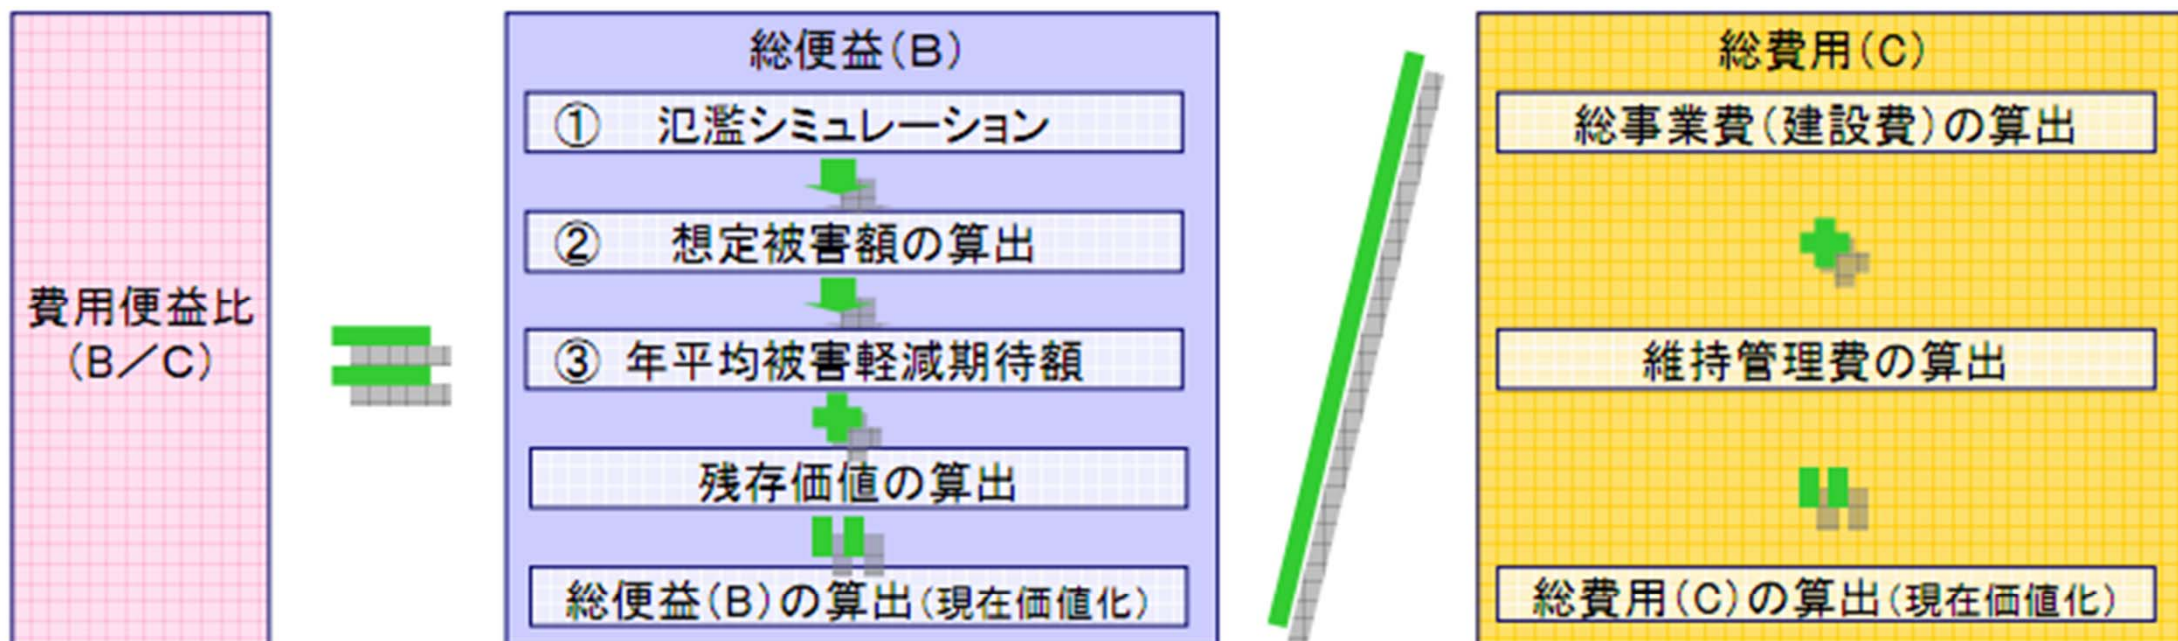 費用便益比
(B/C)
総便益(B)
① 氾濫シミュレーション
② 想定被害額の算出
③ 年平均被害軽減期待額
残存価値の算出
総便益(B)の算出(現在価値化)
総費用(C)
総事業費(建設費)の算出
維持管理費の算出
総費用(C)の算出(現在価値化)